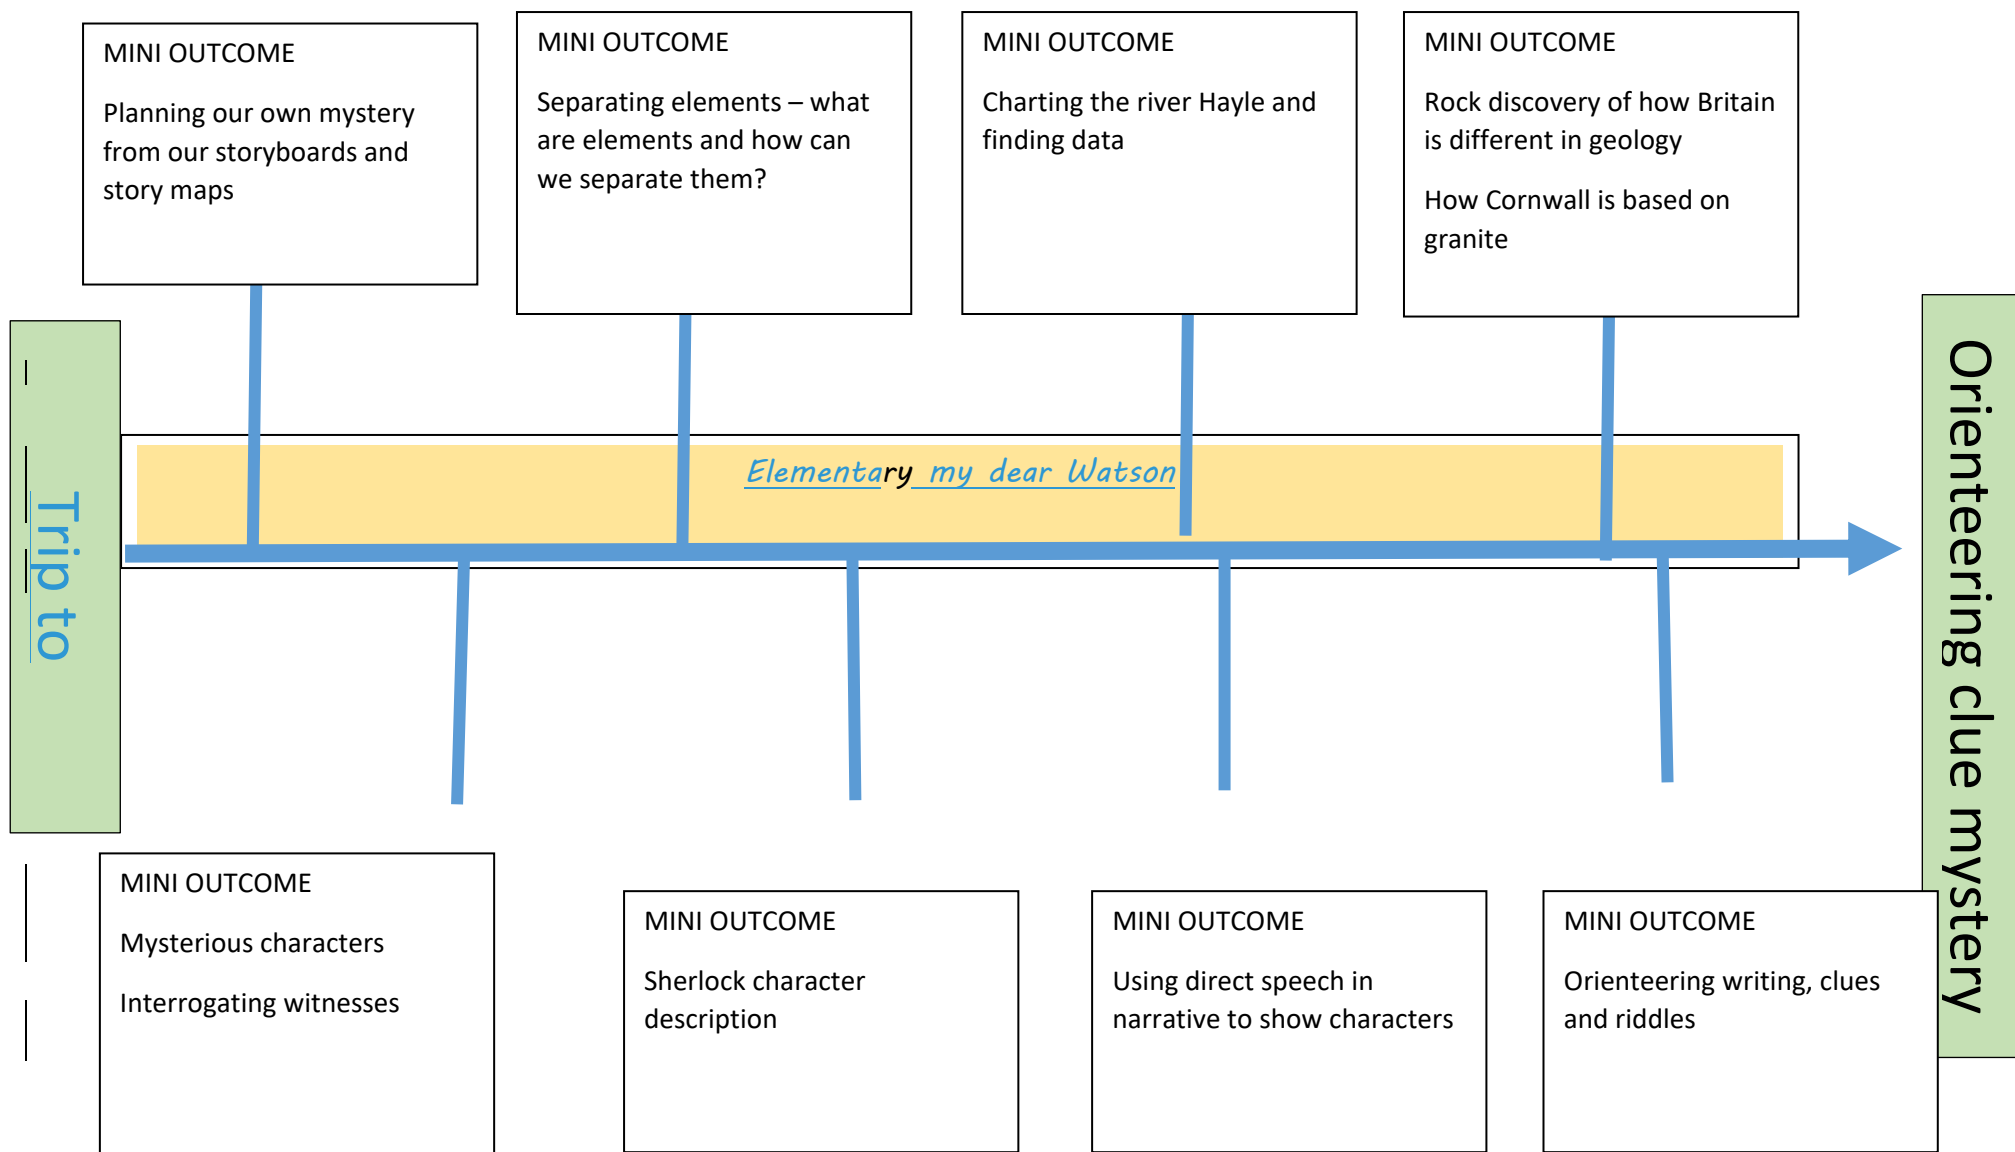 MINI OUTCOME
Planning our own mystery
from our storyboards and
story maps
MINI OUTCOME
Separating elements – what
are elements and how can
we separate them?
MINI OUTCOME
Charting the river Hayle and
finding data
MINI OUTCOME
Rock discovery of how Britain
is different in geology
How Cornwall is based on
granite
Trip to
Elementary my dear Watson
Orienteering clue mystery
MINI OUTCOME
Mysterious characters
Interrogating witnesses
MINI OUTCOME
Sherlock character
description
MINI OUTCOME
Using direct speech in
narrative to show characters
MINI OUTCOME
Orienteering writing, clues
and riddles